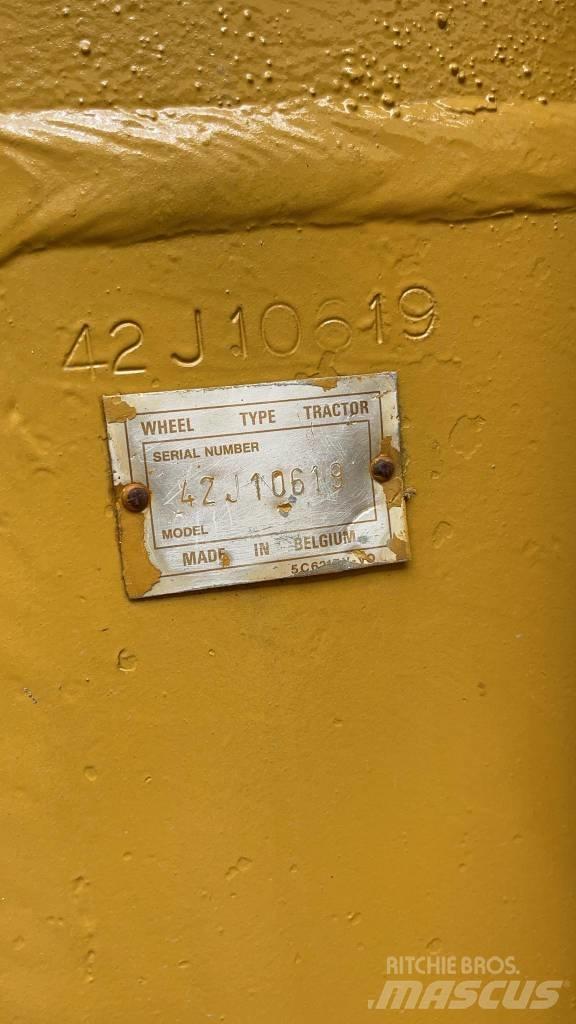 42J10619
WHEEL TYPE TRACTOR
SERIAL NUMBER
42J10619
MODEL
MADE IN BELGIUM
RITCHIE BROS.
MASCUS